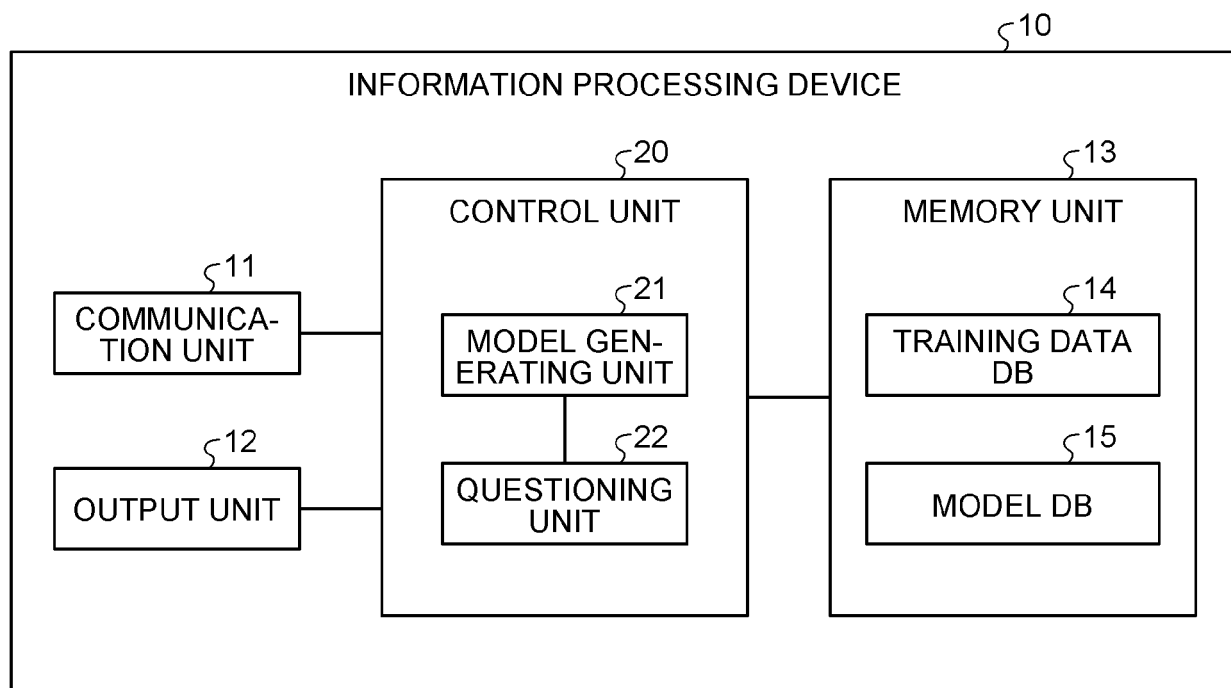 10
INFORMATION PROCESSING DEVICE
20
CONTROL UNIT
13
MEMORY UNIT
11
COMMUNICA-
TION UNIT
21
MODEL GEN-
ERATING UNIT
14
TRAINING DATA
DB
12
OUTPUT UNIT
22
QUESTIONING
UNIT
15
MODEL DB